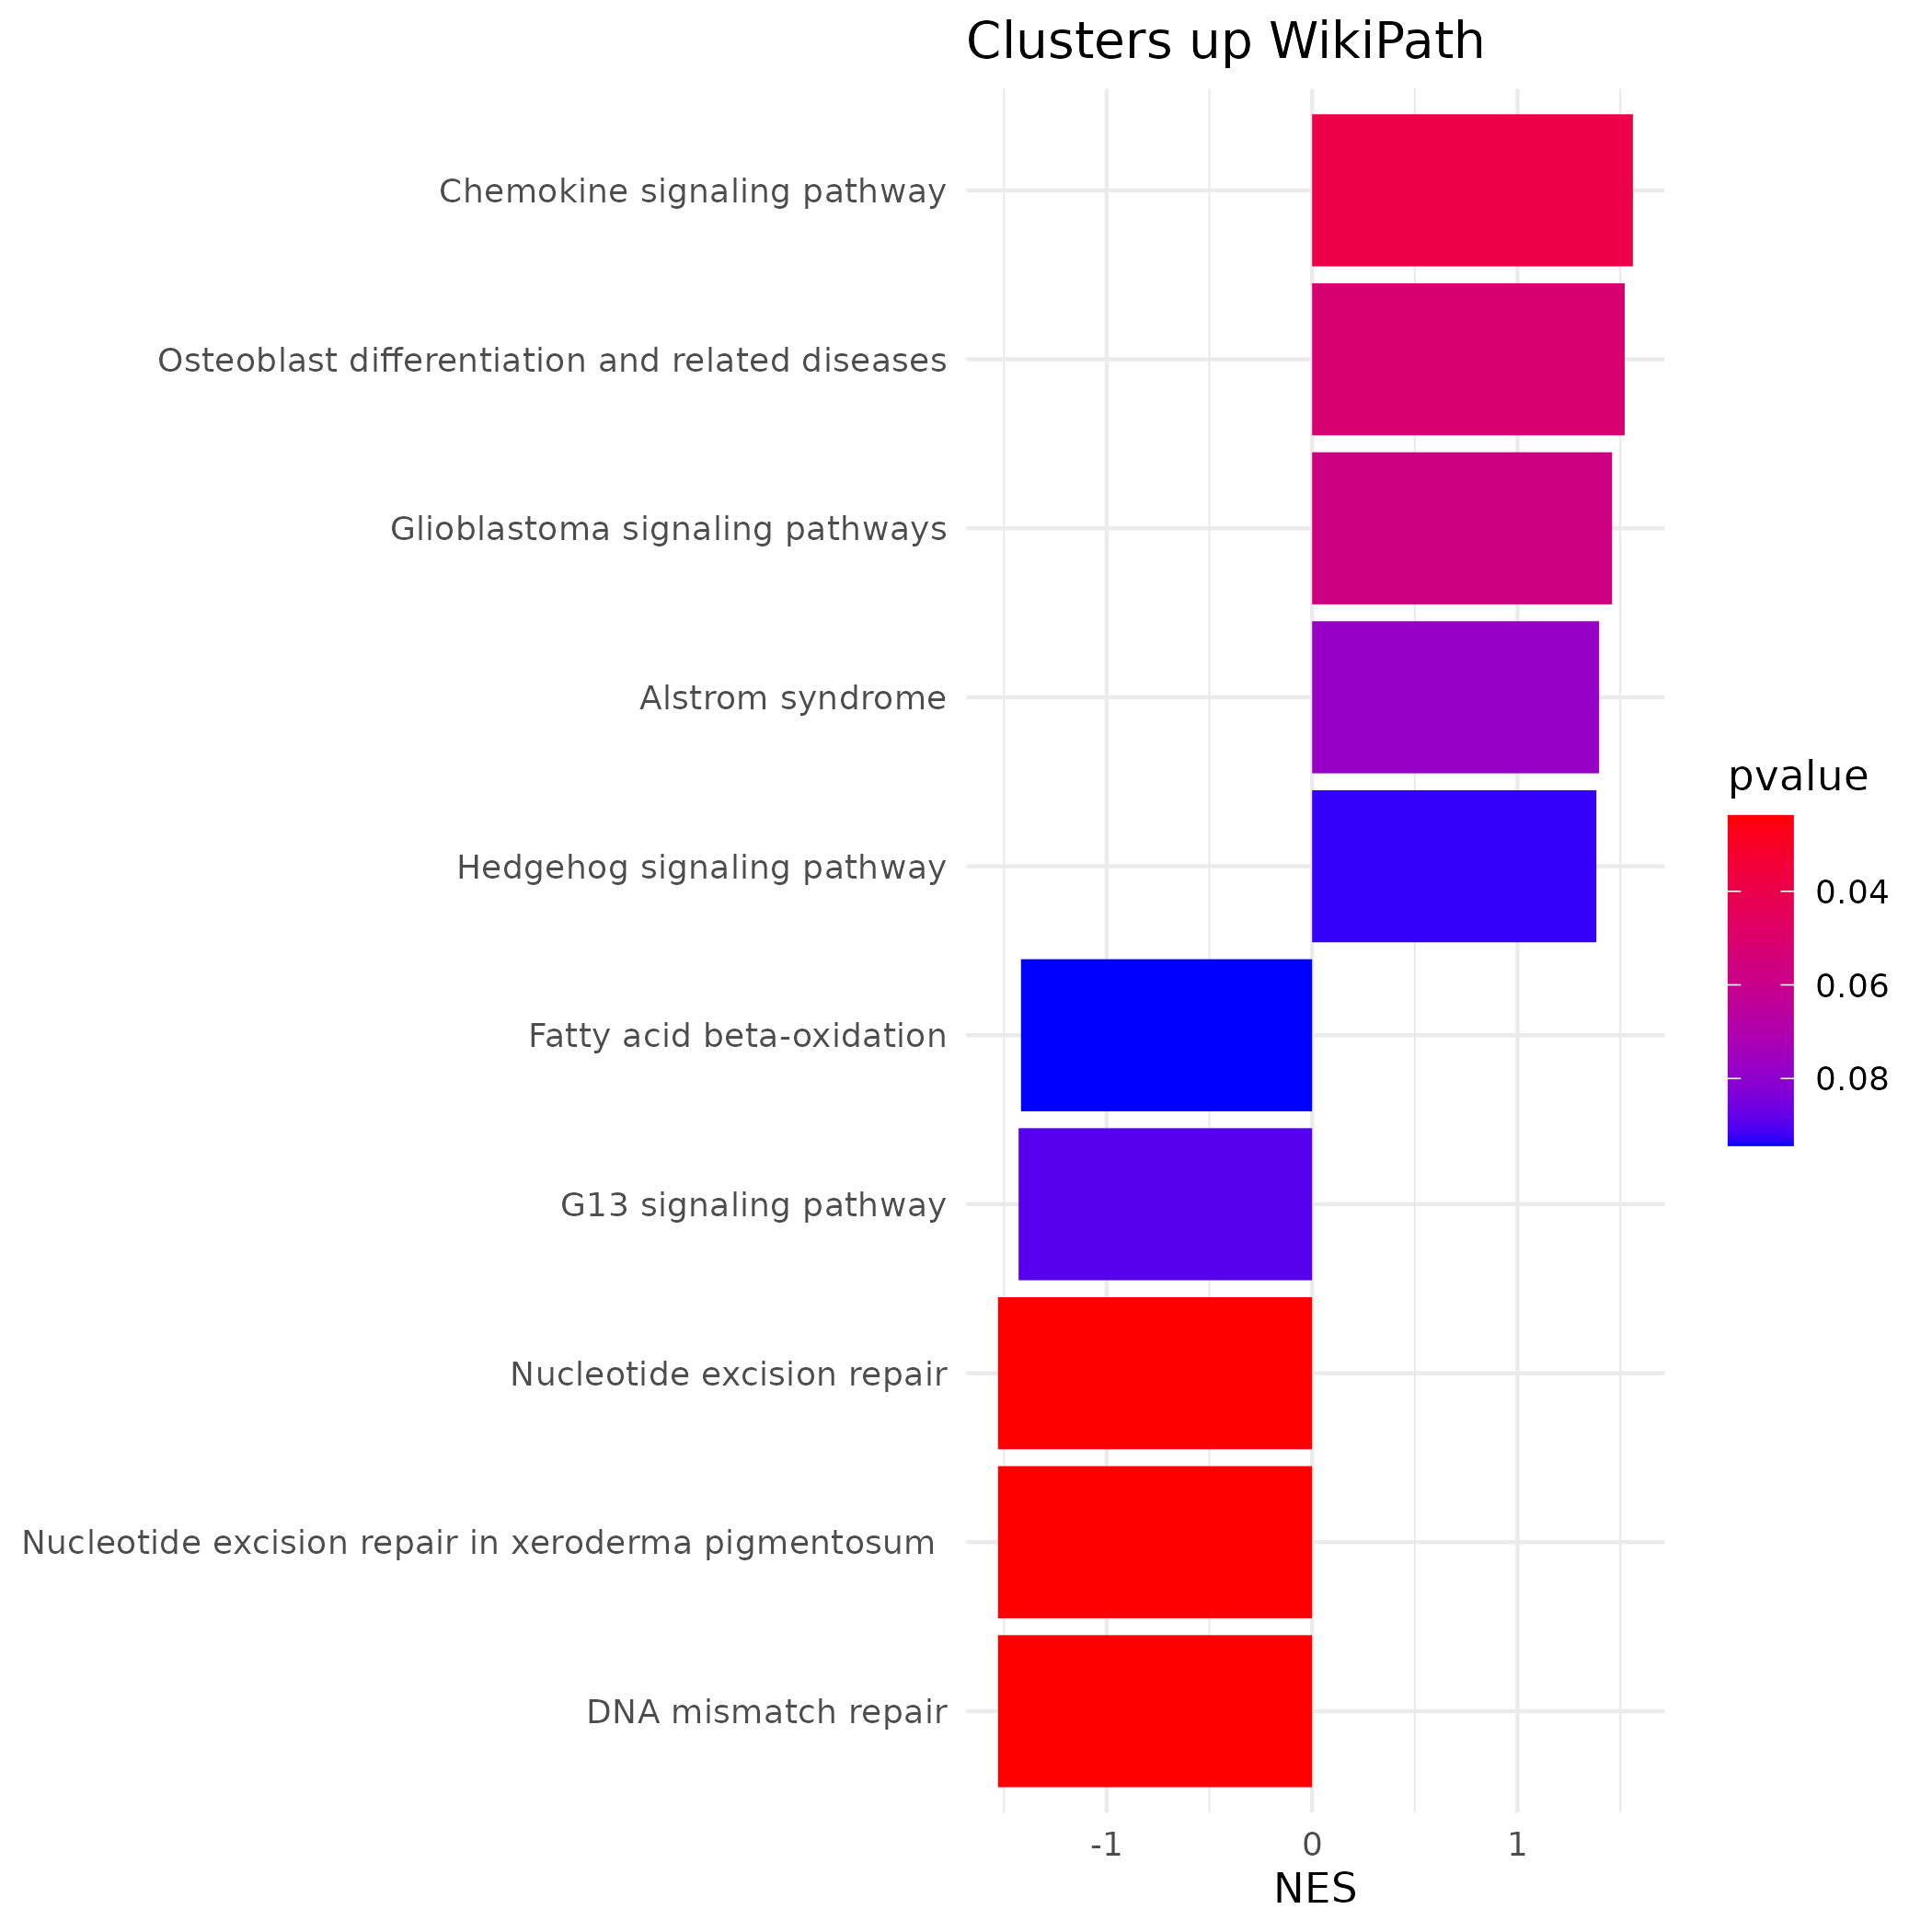 Clusters up WikiPath
Chemokine signaling pathway
Osteoblast differentiation and related diseases
Glioblastoma signaling pathways
Alstrom syndrome
Hedgehog signaling pathway
Fatty acid beta-oxidation
G13 signaling pathway
Nucleotide excision repair
Nucleotide excision repair in xeroderma pigmentosum
DNA mismatch repair
-1 0 1
NES
pvalue
0.04
0.06
0.08